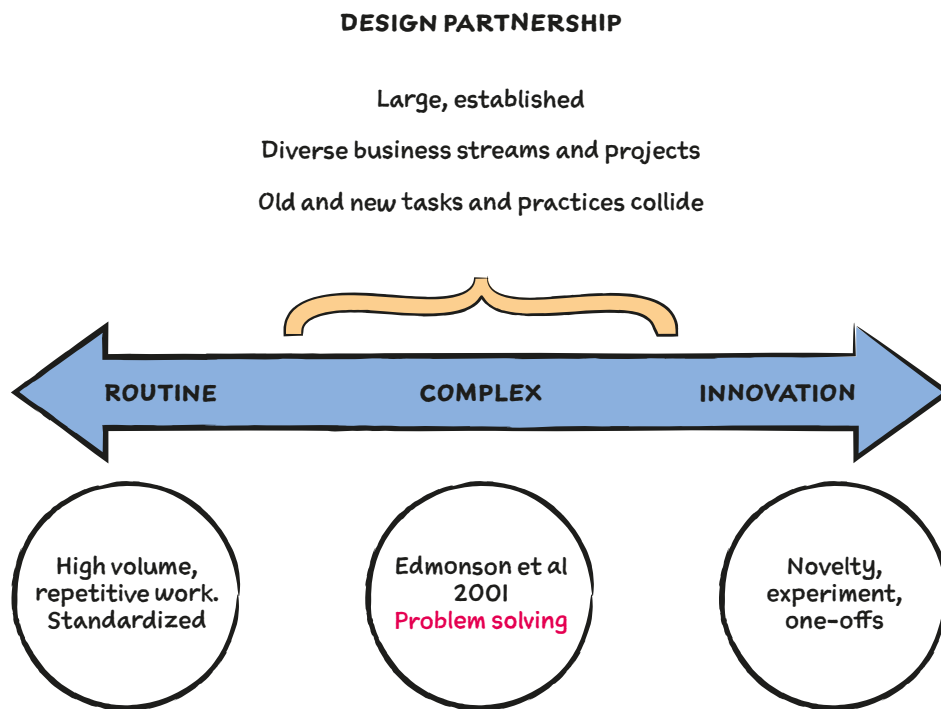 DESIGN PARTNERSHIP
Large, established
Diverse business streams and projects
Old and new tasks and practices collide
ROUTINE
COMPLEX
INNOVATION
High volume,
repetitive work.
Standardized
Edmonson et al
2001
Problem solving
Novelty,
experiment,
one-offs